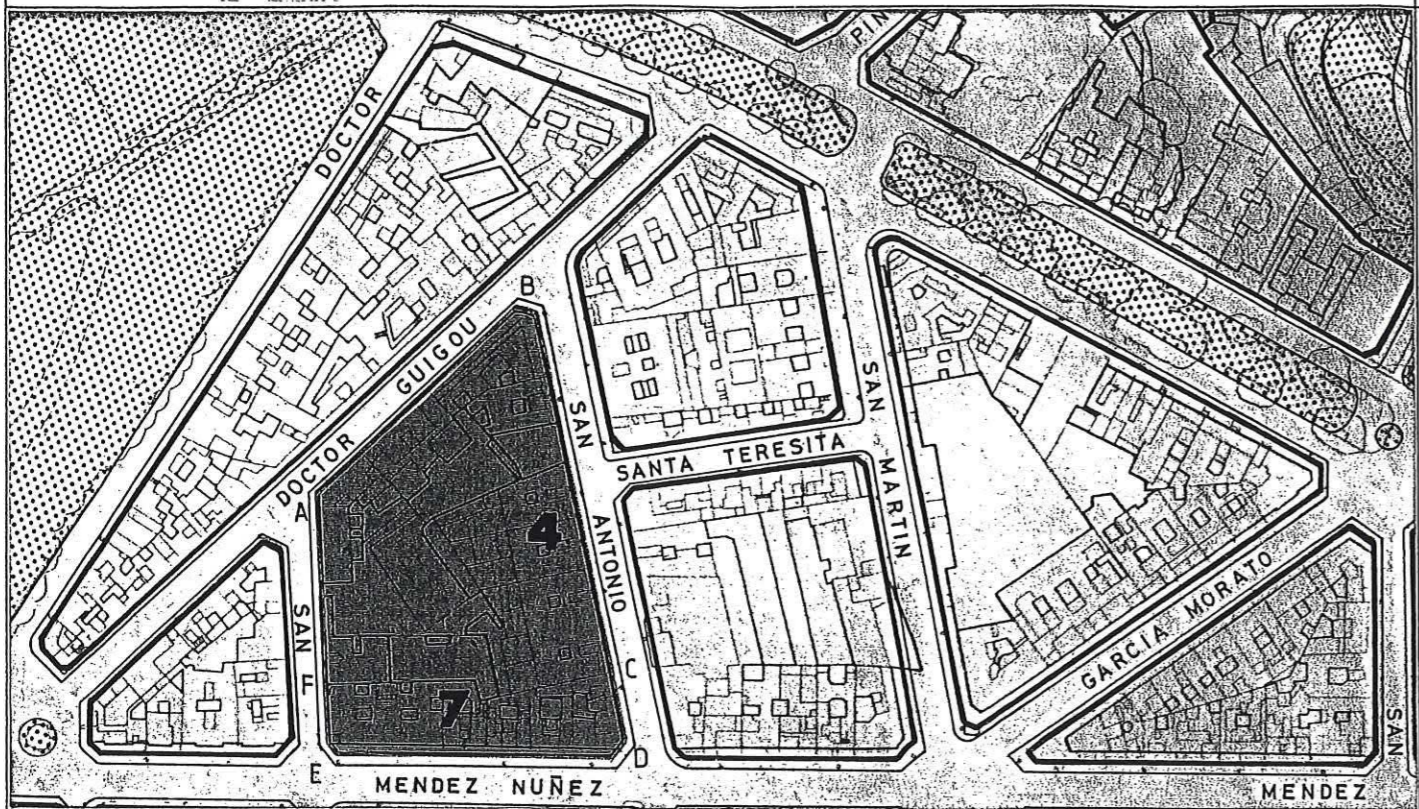 PIN
DOCTOR
B
DOCTOR GUIGOU
SAN ANTONIO
SANTA TERESITA
SAN MARTIN
A
4
GARCIA MORATO
SAN
F
C
7
SAN
E
D
MENDEZ NUÑEZ
MENDEZ